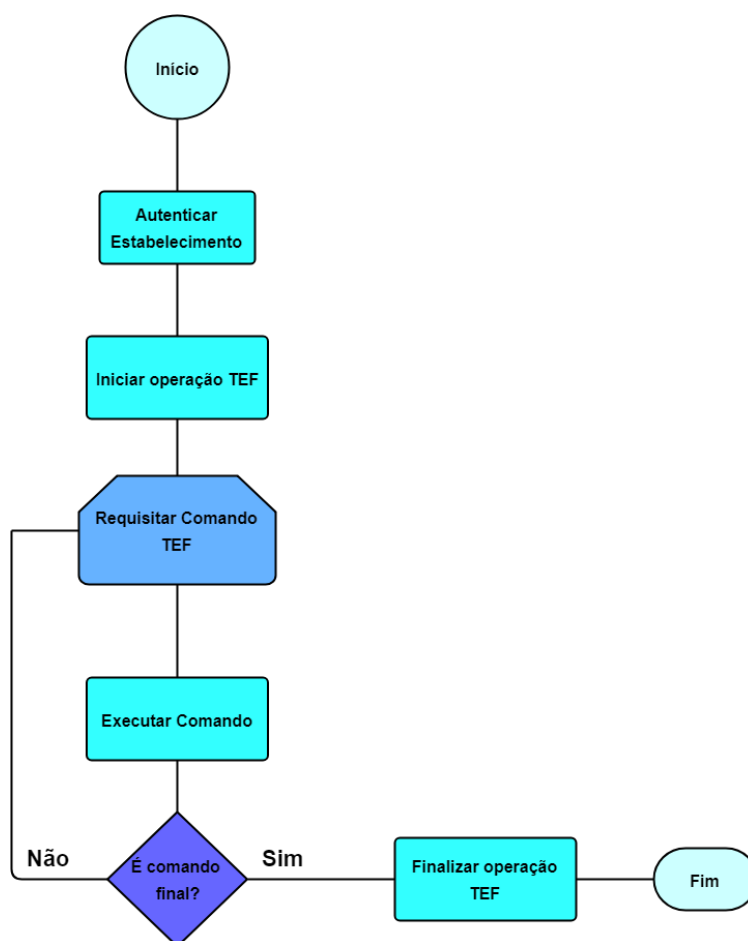 Início
Autenticar
Estabelecimento
Iniciar operação TEF
Requisitar Comando
TEF
Executar Comando
Não
É comando
final?
Sim
Finalizar operação
TEF
Fim